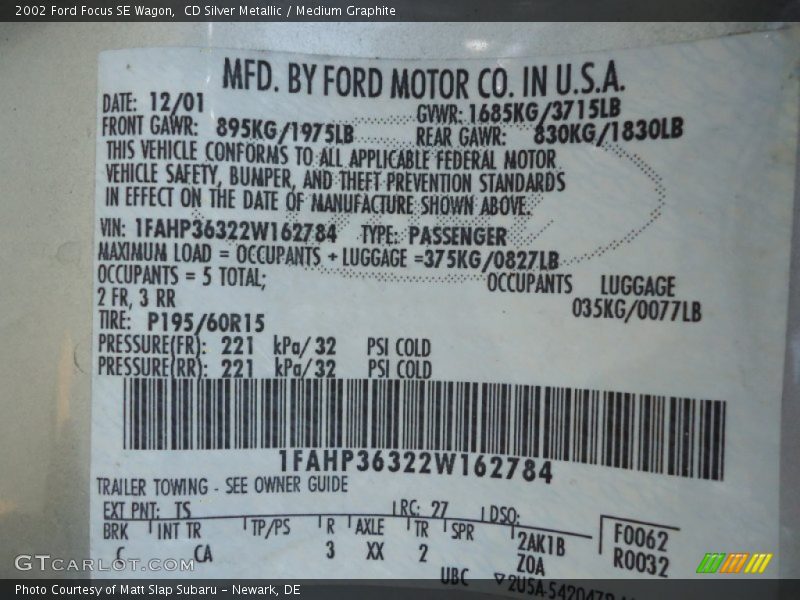 2002 Ford Focus SE Wagon, CD Silver Metallic / Medium Graphite
MFD. BY FORD MOTOR CO. IN U.S.A.
DATE: 12/01 GVWR: 1685KG/3715LB
FRONT GAWR: 895KG/1975LB REAR GAWR: 830KG/1830LB
THIS VEHICLE CONFORMS TO ALL APPLICABLE FEDERAL MOTOR
VEHICLE SAFETY, BUMPER, AND THEFT PREVENTION STANDARDS
IN EFFECT ON THE DATE OF MANUFACTURE SHOWN ABOVE.
VIN: 1FAHP36322W162784 TYPE: PASSENGER
MAXIMUM LOAD = OCCUPANTS + LUGGAGE =375KG/0827LB
OCCUPANTS = 5 TOTAL; OCCUPANTS LUGGAGE
2 FR, 3 RR 035KG/0077LB
TIRE: P195/60R15
PRESSURE(FR): 221 kPa/32 PSI COLD
PRESSURE(RR): 221 kPa/32 PSI COLD
1FAHP36322W162784
TRAILER TOWING - SEE OWNER GUIDE
EXT PNT: TS RC: 27 DSO:
BRK INT TR TP/PS R AXLE TR SPR 2AK1B F0062
C CA 3 XX 2 Z0A R0032
UBC
GTCarLot.com
Photo Courtesy of Matt Slap Subaru - Newark, DE